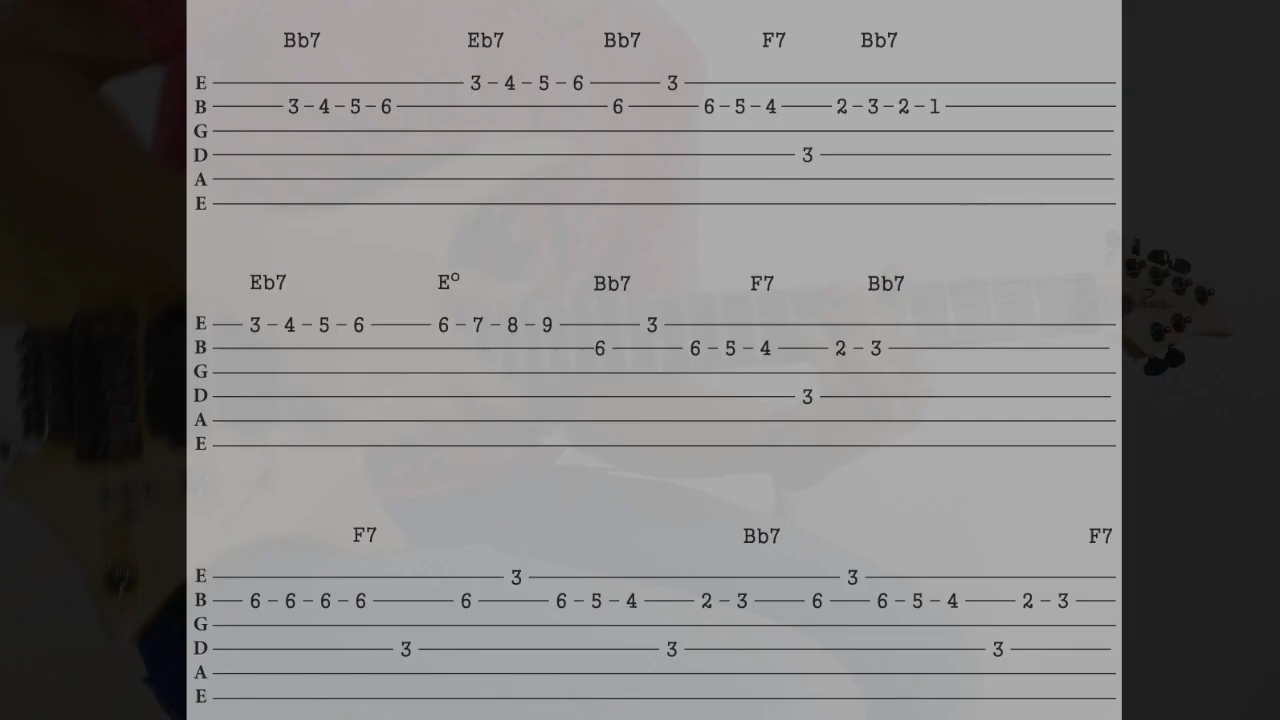 Bb7 Eb7 Bb7 F7 Bb7
E 3-4-5-6 3
B 3-4-5-6 6 6-5-4 2-3-2-1
G
D 3
A
E
Eb7 E° Bb7 F7 Bb7
E 3-4-5-6 6-7-8-9 3
B 6 6-5-4 2-3
G
D 3
A
E
F7 Bb7 F7
E 3 3
B 6-6-6-6 6 6-5-4 2-3 6 6-5-4 2-3
G
D 3 3 3
A
E